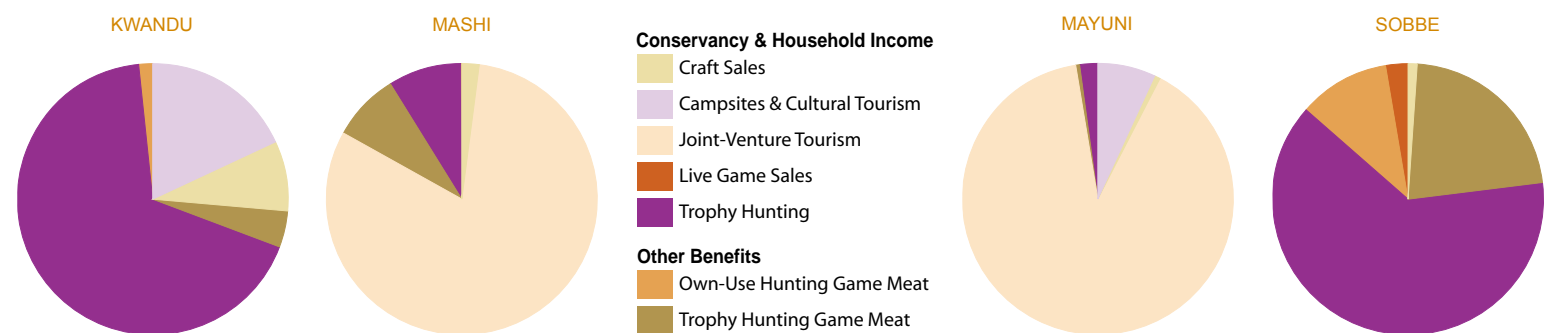 KWANDU
MASHI
Conservancy & Household Income
Craft Sales
Campsites & Cultural Tourism
Joint-Venture Tourism
Live Game Sales
Trophy Hunting
Other Benefits
Own-Use Hunting Game Meat
Trophy Hunting Game Meat
MAYUNI
SOBBE